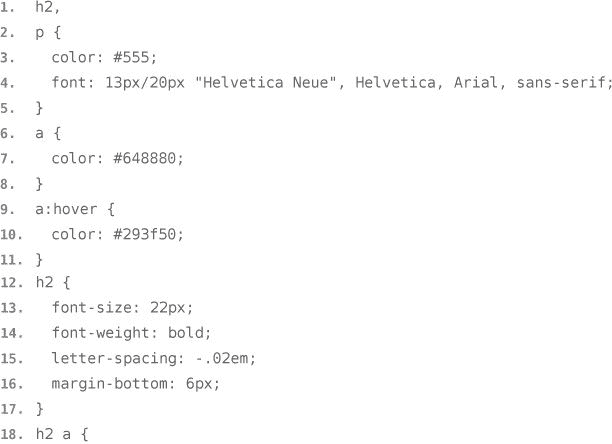 1. h2,
2. p {
3. color: #555;
4. font: 13px/20px "Helvetica Neue", Helvetica, Arial, sans-serif;
5. }
6. a {
7. color: #648880;
8. }
9. a:hover {
10. color: #293f50;
11. }
12. h2 {
13. font-size: 22px;
14. font-weight: bold;
15. letter-spacing: -.02em;
16. margin-bottom: 6px;
17. }
18. h2 a {